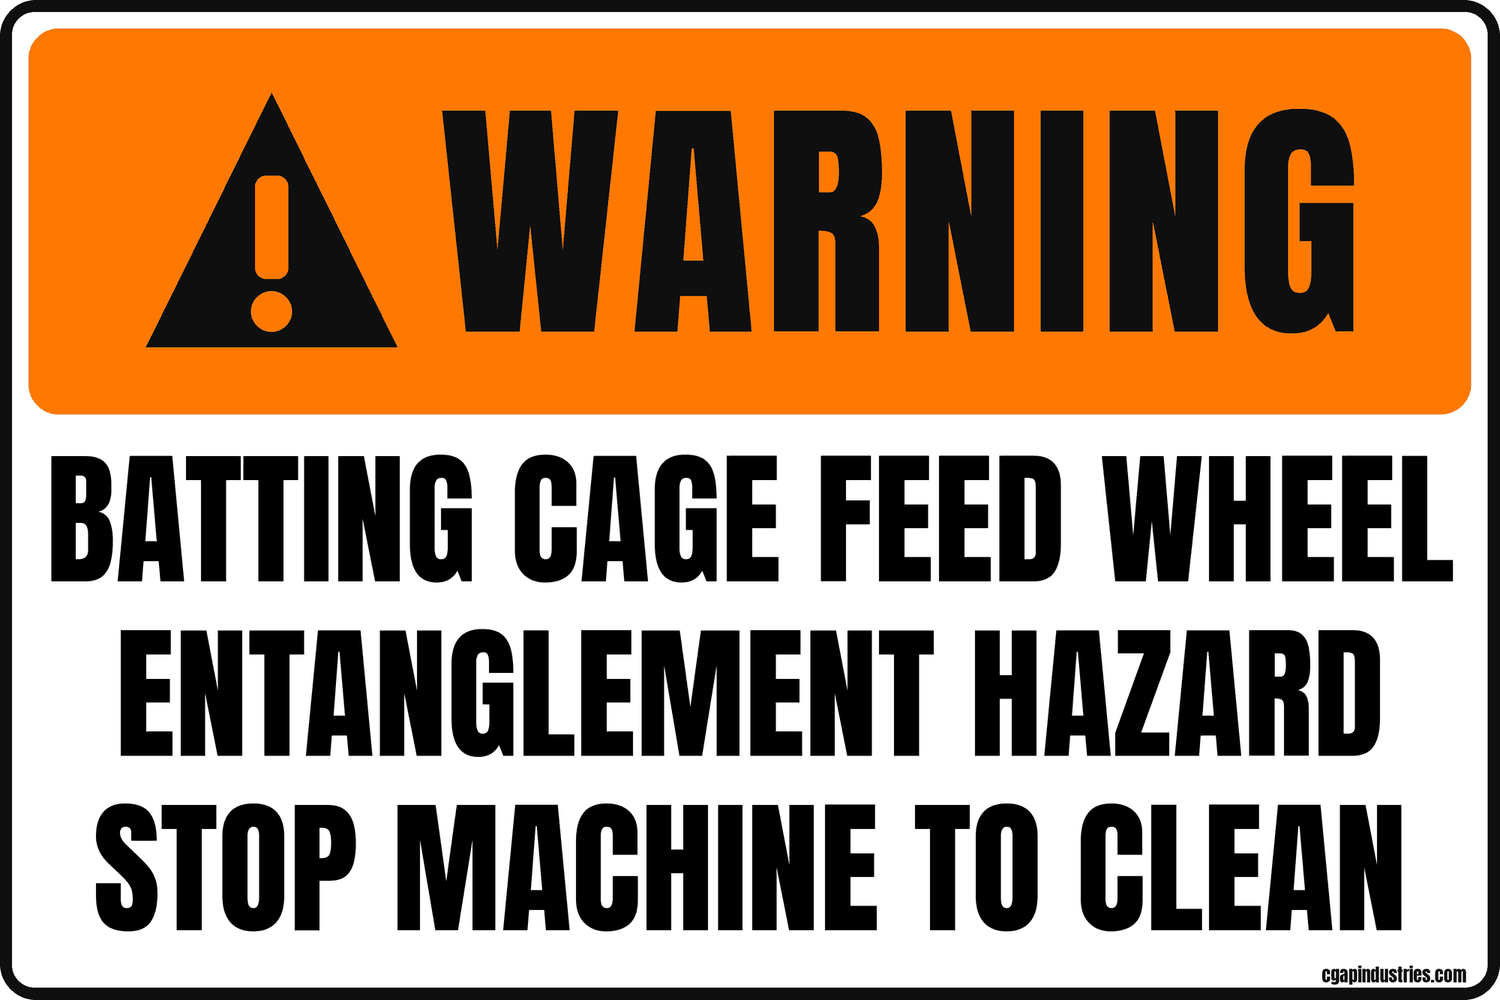 WARNING
BATTING CAGE FEED WHEEL
ENTANGLEMENT HAZARD
STOP MACHINE TO CLEAN
cgapindustries.com